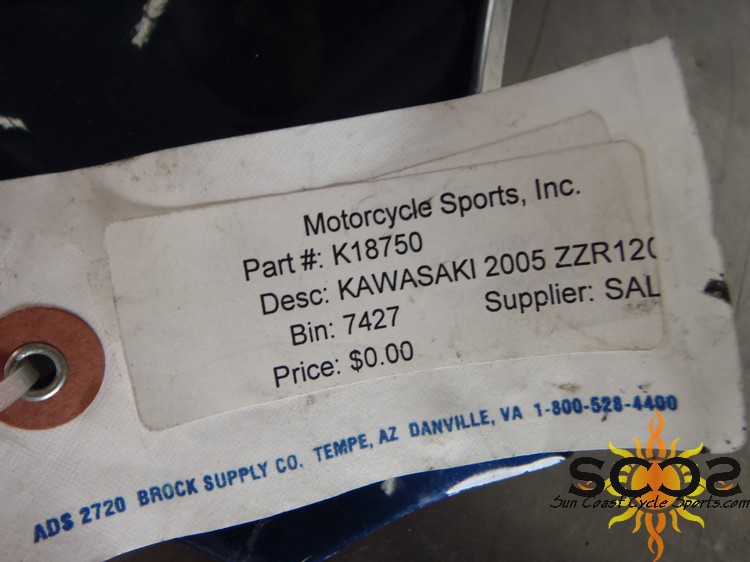 Motorcycle Sports, Inc.
Part #: K18750
Desc: KAWASAKI 2005 ZZR120
Bin: 7427 Supplier: SAL
Price: $0.00
ADS 2720 BROCK SUPPLY CO. TEMPE, AZ DANVILLE, VA 1-800-528-4400
SCCS
Sun Coast Cycle Sports.com